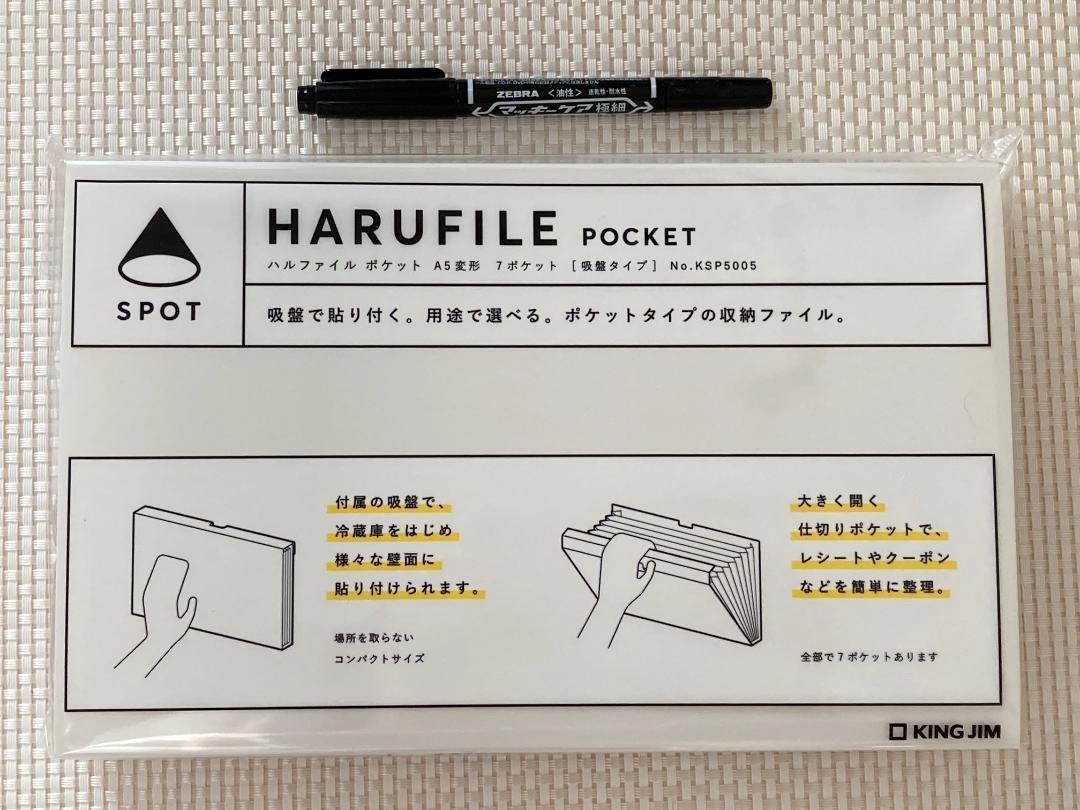 ZEBRA 〈油性〉 速乾性・耐水性
マッキーケア極細
SPOT
HARUFILE POCKET
ハルファイル ポケット A5変形 7ポケット [吸盤タイプ] No.KSP5005
吸盤で貼り付く。用途で選べる。ポケットタイプの収納ファイル。
付属の吸盤で、
冷蔵庫をはじめ
様々な壁面に
貼り付けられます。
場所を取らない
コンパクトサイズ
大きく開く
仕切りポケットで、
レシートやクーポン
などを簡単に整理。
全部で7ポケットあります
KING JIM